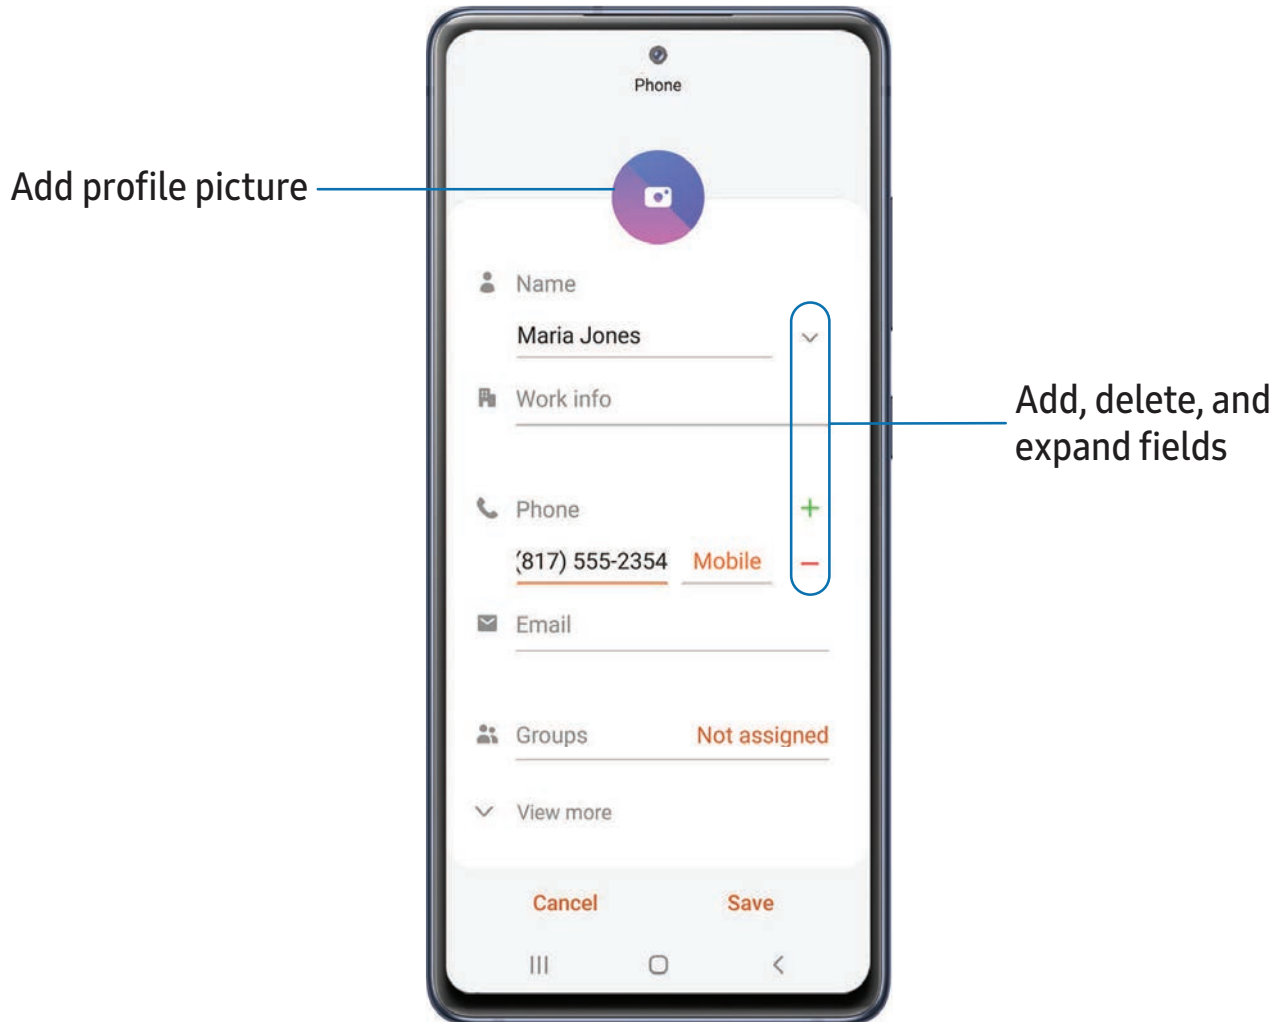 Phone
Add profile picture
Name
Maria Jones
Work info
Add, delete, and
expand fields
Phone
(817) 555-2354 Mobile
Email
Groups Not assigned
View more
Cancel Save